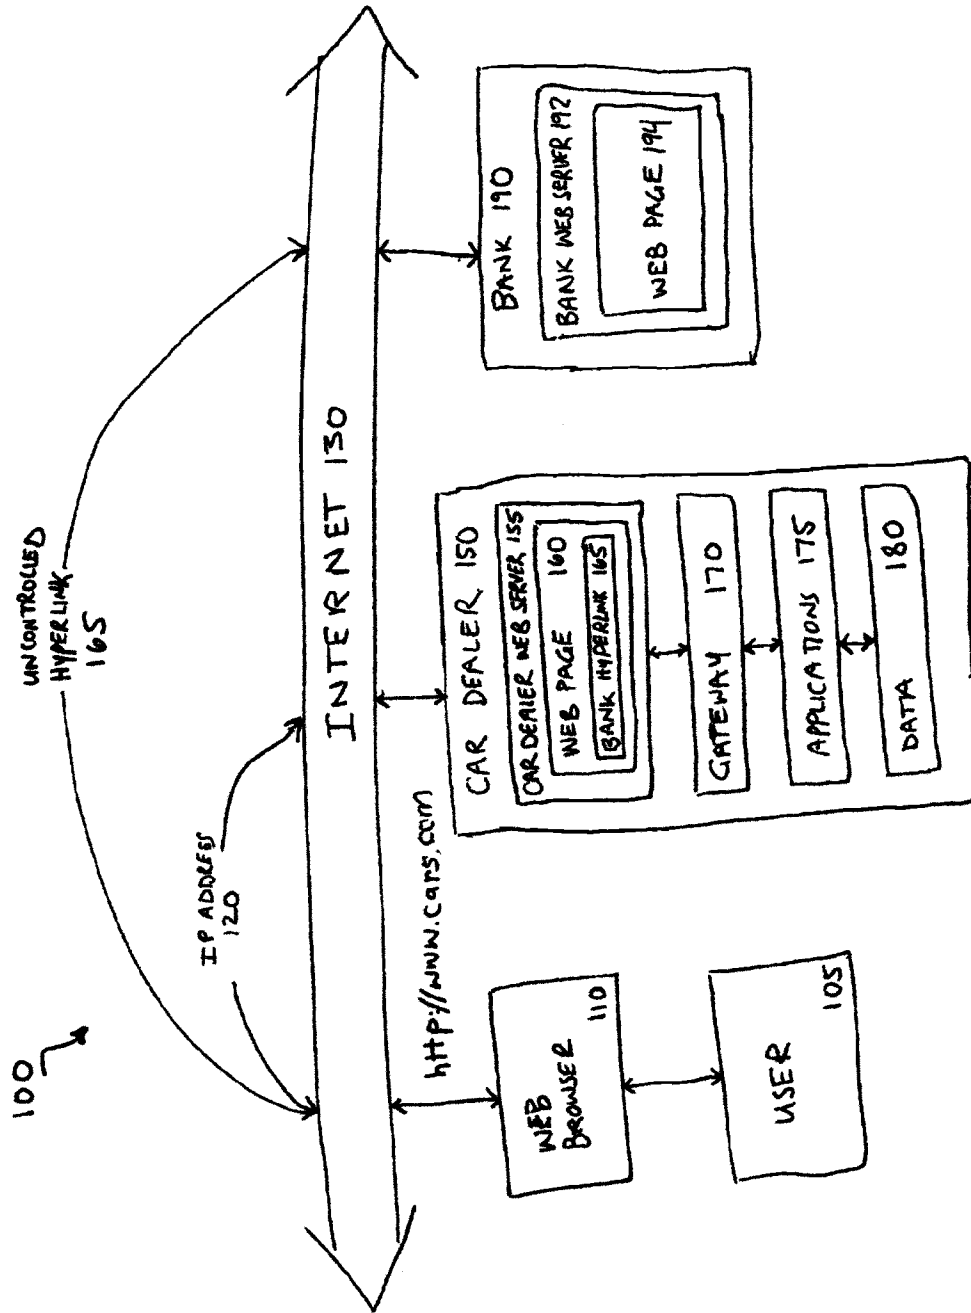 100
UNCONTROLLED
HYPERLINK
165
IP ADDRESS
120
INTERNET 130
http://www.cars.com
WEB
BROWSER
110
USER
105
CAR DEALER 150
CAR DEALER WEB SERVER 155
WEB PAGE 160
BANK HYPERLINK 165
GATEWAY 170
APPLICATIONS 175
DATA 180
BANK 190
BANK WEB SERVER 192
WEB PAGE 194